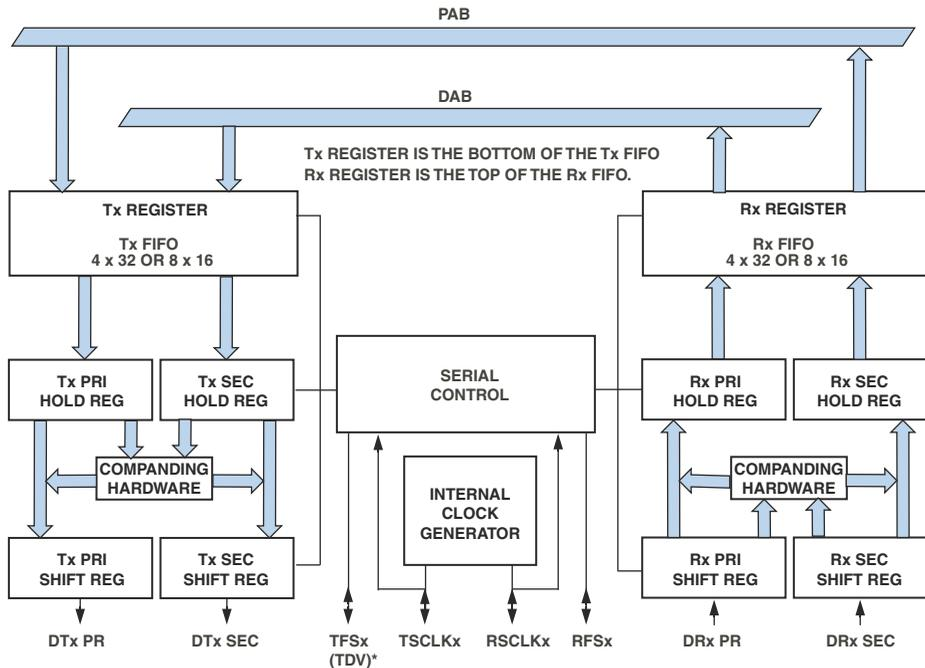 PAB
DAB
Tx REGISTER IS THE BOTTOM OF THE Tx FIFO
Rx REGISTER IS THE TOP OF THE Rx FIFO.
Tx REGISTER
Tx FIFO
4 x 32 OR 8 x 16
Rx REGISTER
Rx FIFO
4 x 32 OR 8 x 16
Tx PRI
HOLD REG
Tx SEC
HOLD REG
SERIAL
CONTROL
Rx PRI
HOLD REG
Rx SEC
HOLD REG
COMPANDING
HARDWARE
INTERNAL
CLOCK
GENERATOR
COMPANDING
HARDWARE
Tx PRI
SHIFT REG
Tx SEC
SHIFT REG
Rx PRI
SHIFT REG
Rx SEC
SHIFT REG
DTx PR
DTx SEC
TFSx
(TDV)*
TSCLKx
RSCLKx
RFSx
DRx PR
DRx SEC